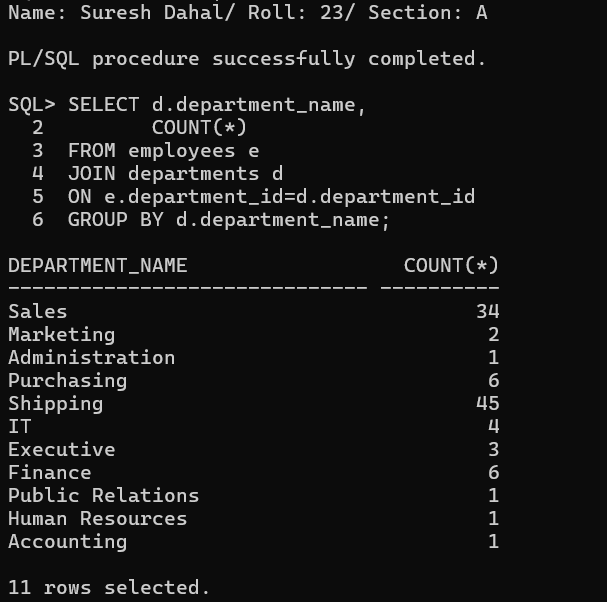 Name: Suresh Dahal/ Roll: 23/ Section: A
PL/SQL procedure successfully completed.
SQL> SELECT d.department_name,
  2         COUNT(*)
  3  FROM employees e
  4  JOIN departments d
  5  ON e.department_id=d.department_id
  6  GROUP BY d.department_name;
DEPARTMENT_NAME                  COUNT(*)
------------------------------ ----------
Sales                                  34
Marketing                               2
Administration                          1
Purchasing                              6
Shipping                               45
IT                                      4
Executive                               3
Finance                                 6
Public Relations                        1
Human Resources                         1
Accounting                              1
11 rows selected.